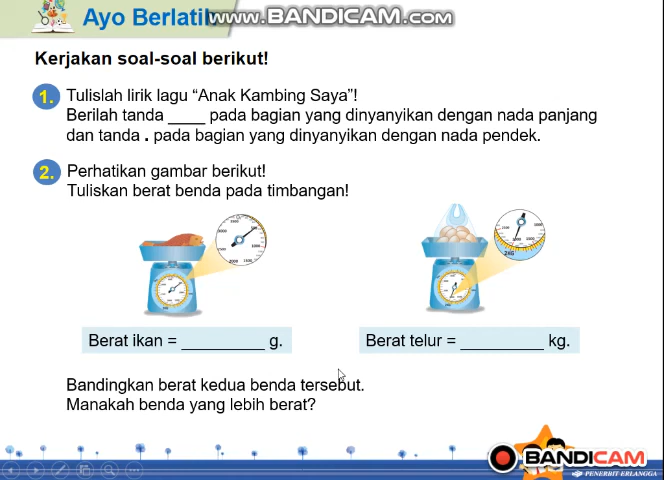 Ayo Berlatih
www.BANDICAM.com
Kerjakan soal-soal berikut!
1. Tulislah lirik lagu “Anak Kambing Saya”!
Berilah tanda ____ pada bagian yang dinyanyikan dengan nada panjang
dan tanda . pada bagian yang dinyanyikan dengan nada pendek.
2. Perhatikan gambar berikut!
Tuliskan berat benda pada timbangan!
Berat ikan = _________ g.
Berat telur = _________ kg.
Bandingkan berat kedua benda tersebut.
Manakah benda yang lebih berat?
BANDICAM
PENERBIT ERLANGGA